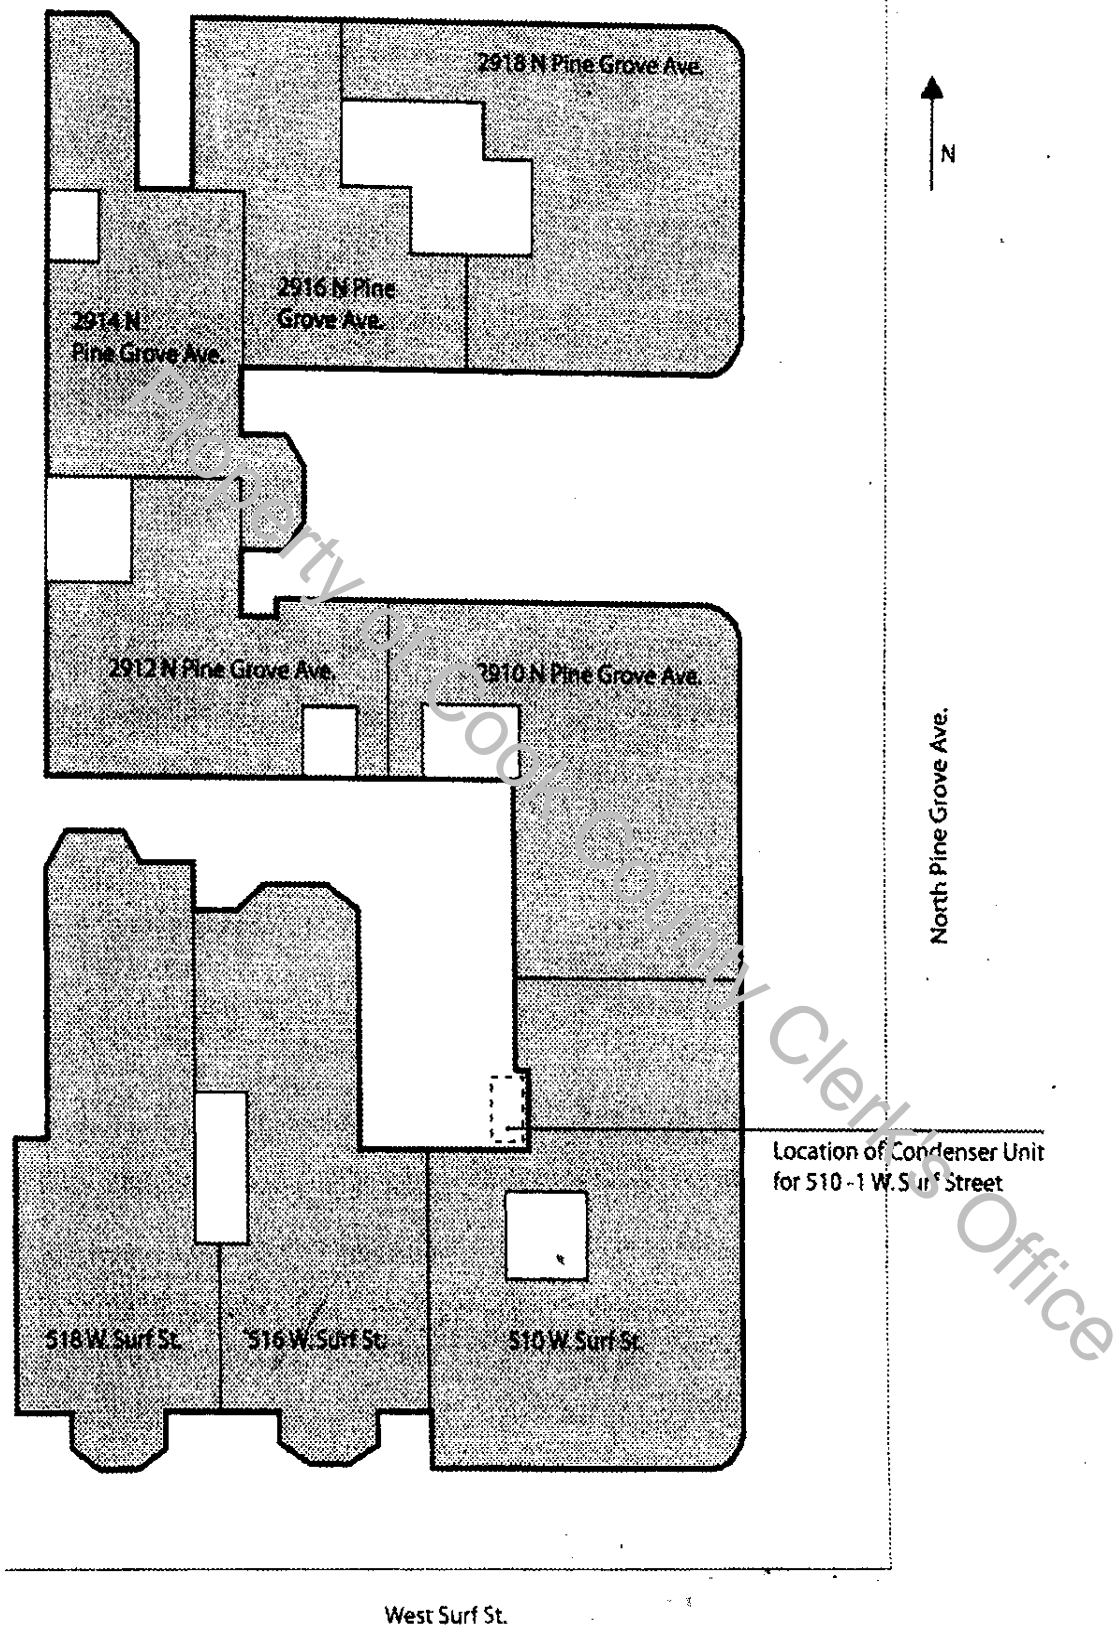 2918 N Pine Grove Ave.
N
2916 N Pine
Grove Ave.
2914 N.
Pine Grove Ave.
2912 N Pine Grove Ave.
2910 N Pine Grove Ave.
North Pine Grove Ave.
Location of Condenser Unit
for 510 -1 W. Surf Street
518 W. Surf St.
516 W. Surf St.
510 W. Surf St.
West Surf St.
Property of Cook County Clerk's Office